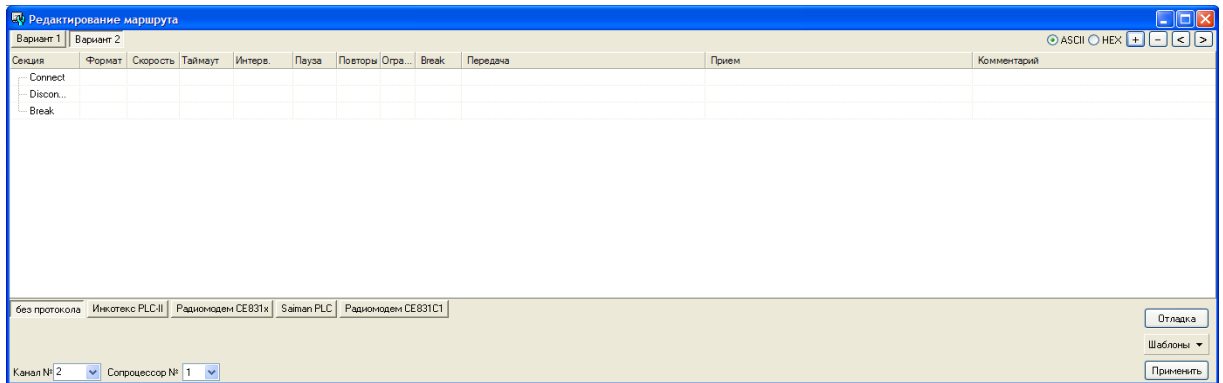 Редактирование маршрута
Вариант 1 Вариант 2 ASCII HEX + - < >
Секция Формат Скорость Таймаут Интерв. Пауза Повторы Огра... Break Передача Прием Комментарий
Connect
Discon...
Break
без протокола Инкотекс PLC-II Радиомодем CE831x Saiman PLC Радиомодем CE831C1
Отладка
Шаблоны
Канал № 2 Сопроцессор № 1 Применить